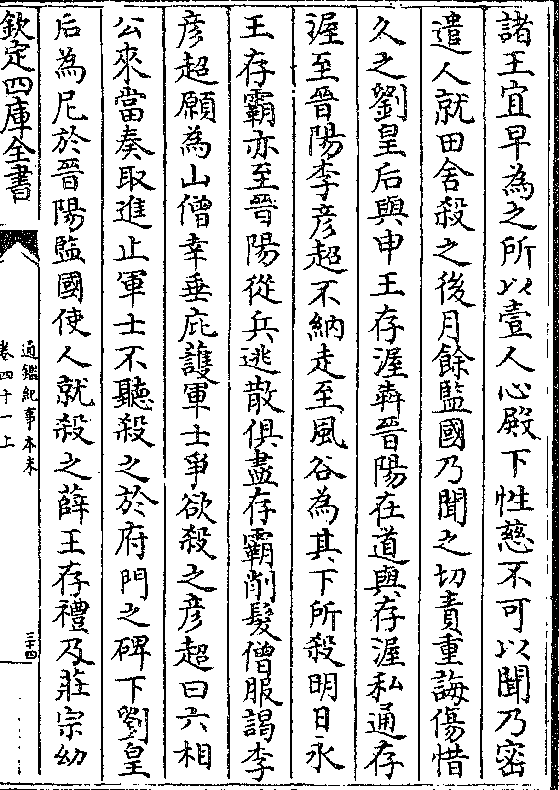 諸王宜早為之所以壹人心殿下性慈不可以聞乃密
遣人就田舍殺之後月餘監國乃聞之切責重誨傷惜
久之劉皇后與申王存渥奔晉陽在道與存渥私通存
渥至晉陽李彦超不納走至風谷為其下所殺明日永
王存霸亦至晉陽從兵逃散俱盡存霸削髮僧服謁李
彦超願為山僧幸垂庇護軍士爭欲殺之彦超曰六相
公來當奏取進止軍士不聽殺之於府門之碑下劉皇
后為尼於晉陽監國使人就殺之薛王存禮及莊宗幼
欽定四庫全書
通鑑紀事本末
卷四十一上
三十四